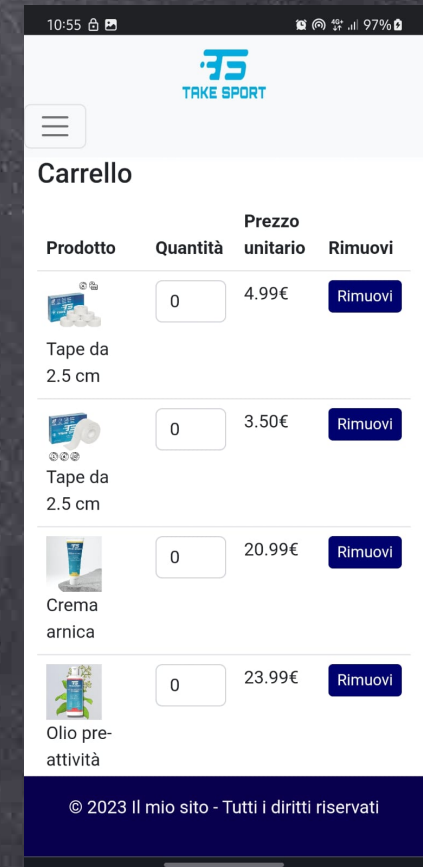 10:55
4G+ 97%
TAKE SPORT
Carrello
Prodotto Quantità Prezzo unitario Rimuovi
0 4.99€ Rimuovi
Tape da
2.5 cm
0 3.50€ Rimuovi
Tape da
2.5 cm
0 20.99€ Rimuovi
Crema
arnica
0 23.99€ Rimuovi
Olio pre-
attività
© 2023 Il mio sito - Tutti i diritti riservati